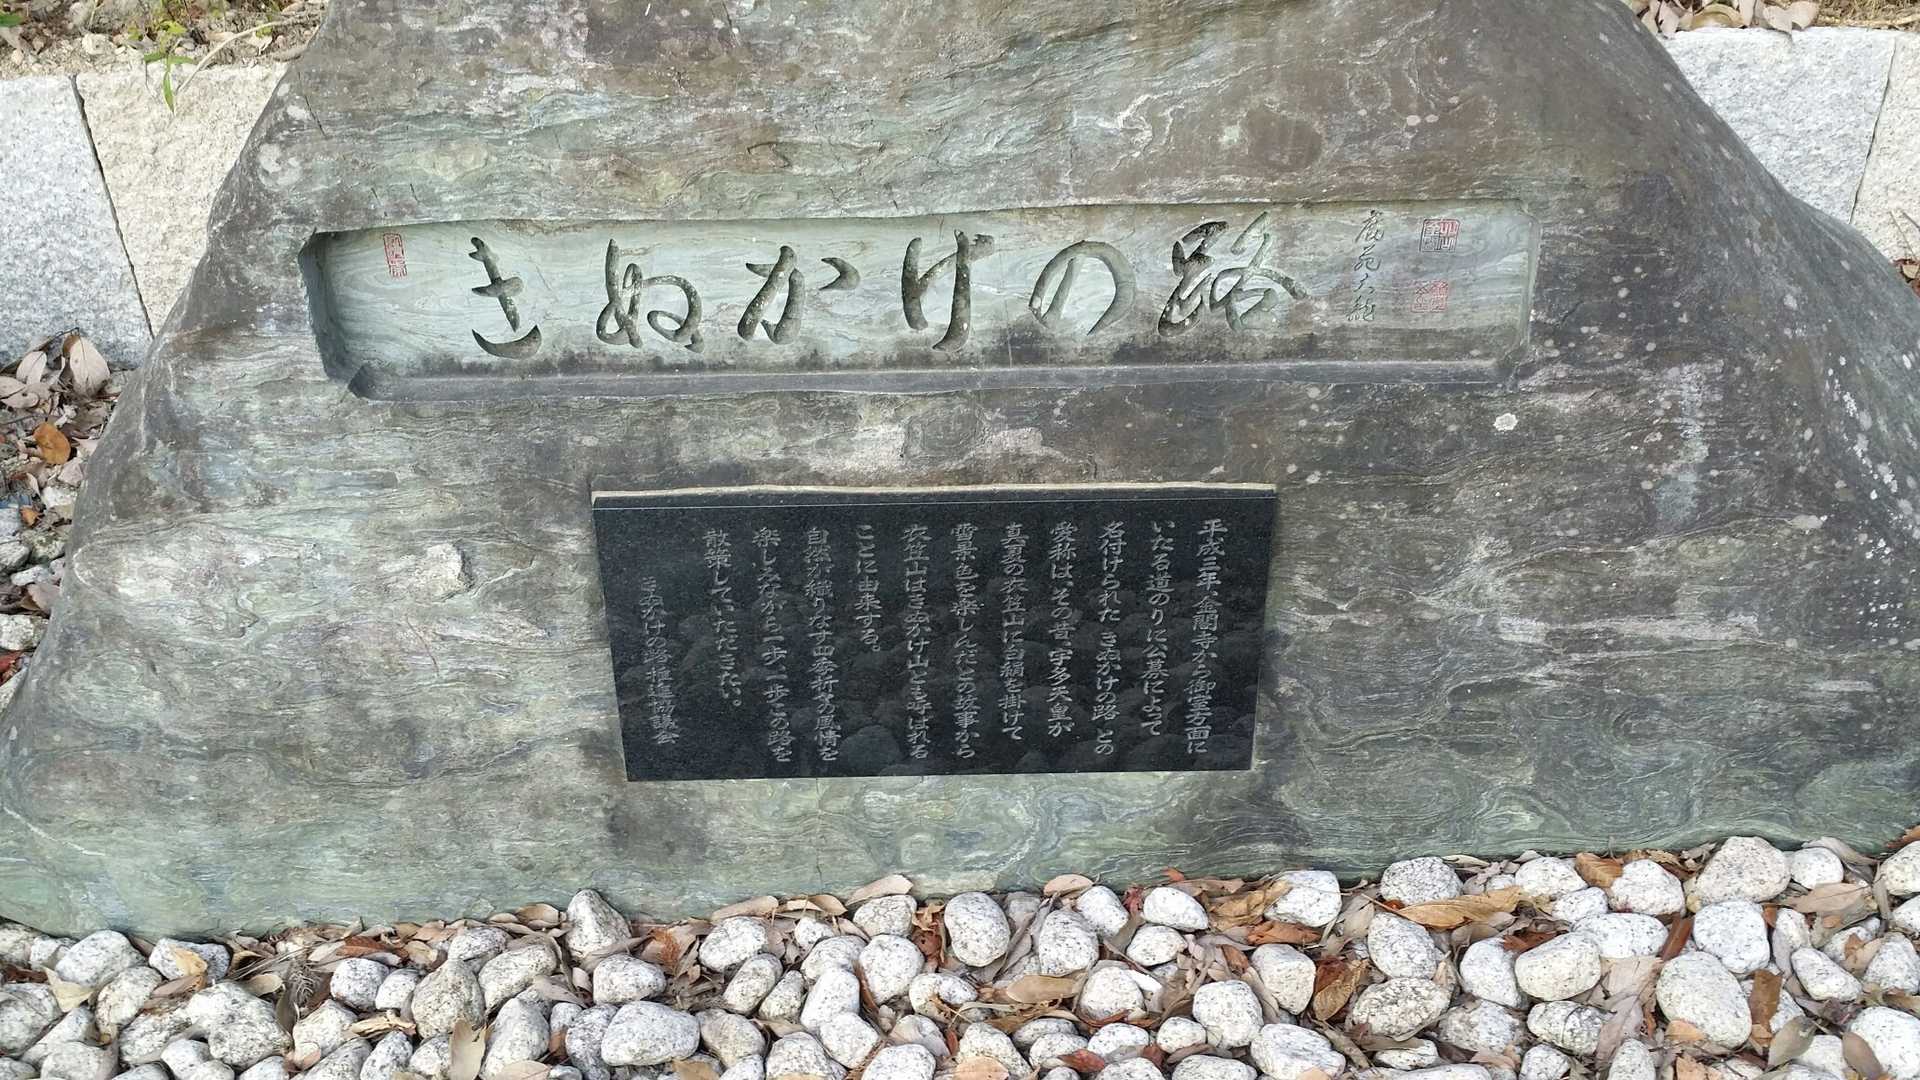 きぬかけの路
鹿苑大龍
平成三年、金閣寺から御室方面に
いたる道のりに公募によって
名付けられた きぬかけの路 との
愛称は、その昔、宇多天皇が
真夏の衣笠山に白絹を掛けて
雪景色を楽しんだとの故事から
衣笠山はきぬかけ山とも呼ばれる
ことに由来する。
自然が織りなす四季折々の風情を
楽しみながら一歩、一歩この路を
散策していただきたい。
きぬかけの路推進協議会